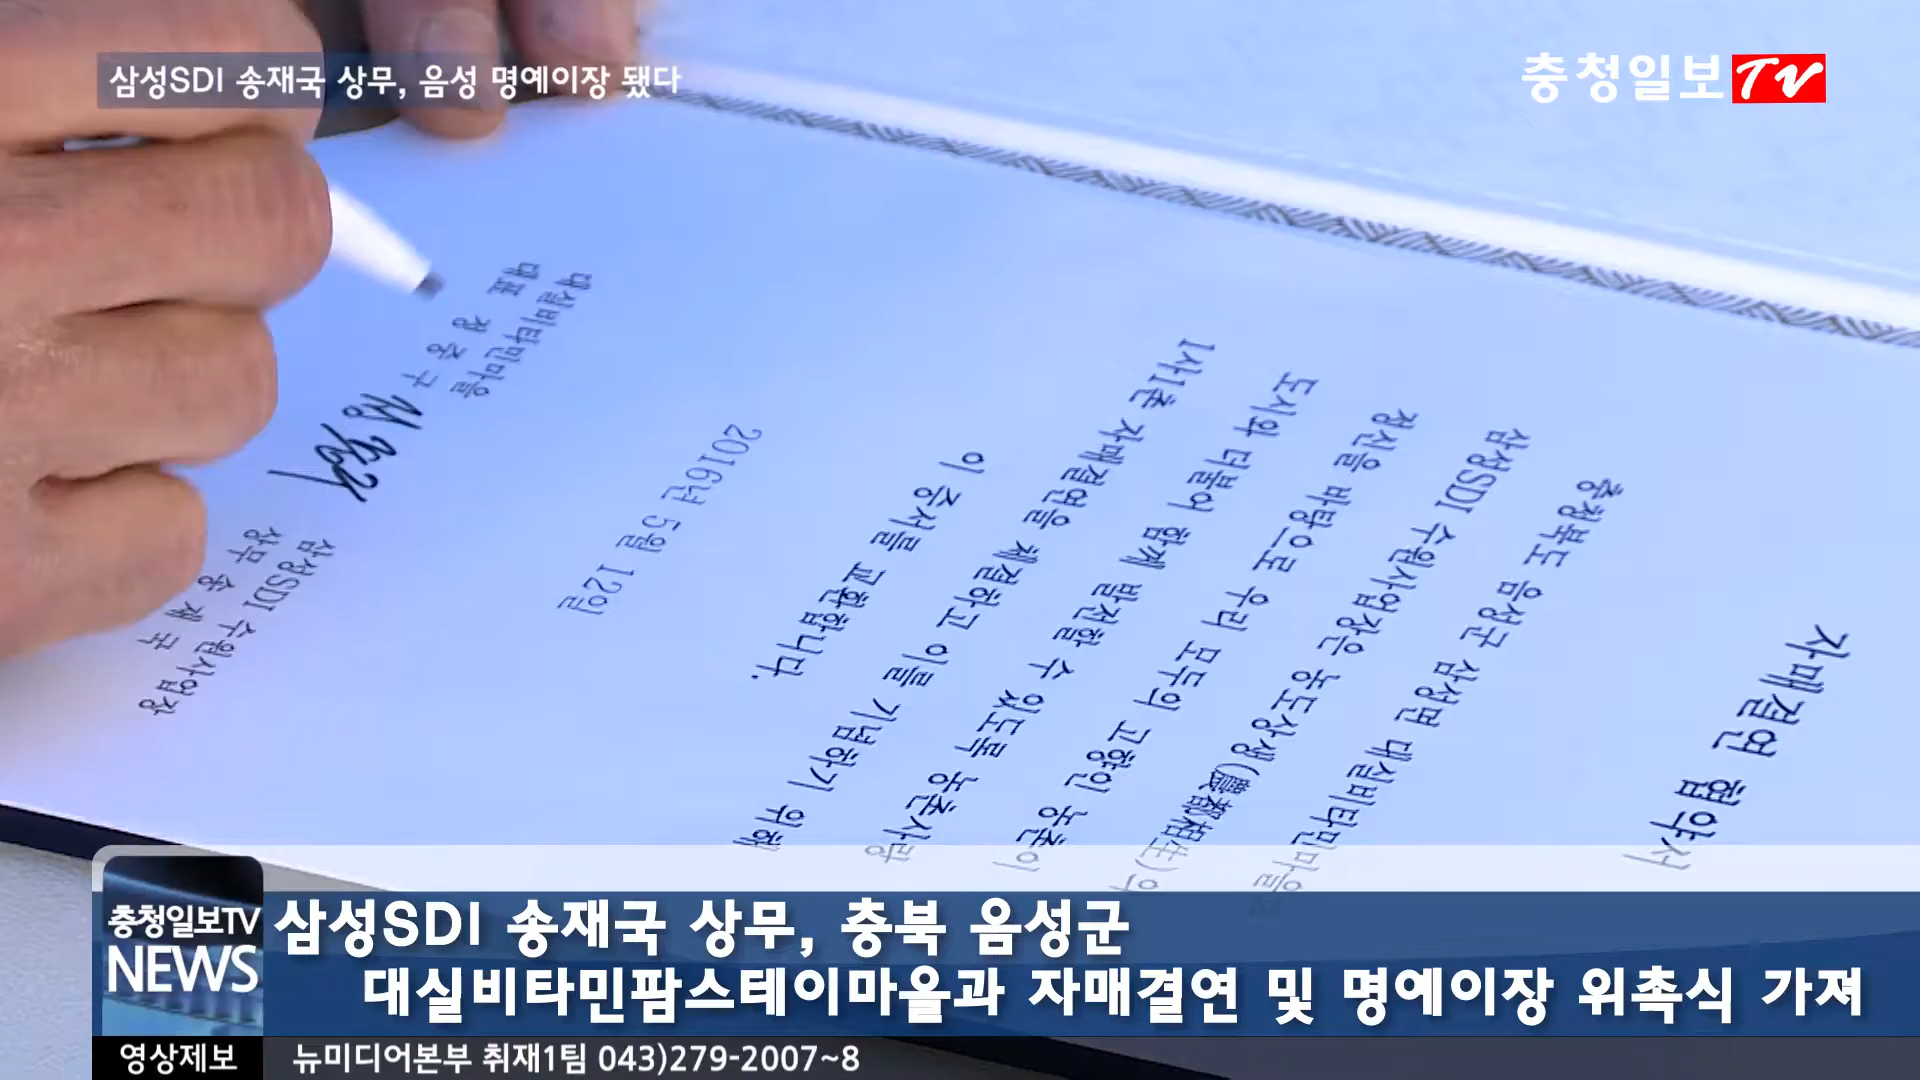 삼성SDI 송재국 상무, 음성 명예이장 됐다
충청일보TV
자매결연 협약서
충청북도 음성군 삼성면 대실비타민마을과
삼성SDI 수원사업장은 농도상생(農都相生)의
정신을 바탕으로 우리 모두의 고향인 농촌이
도시와 더불어 함께 발전할 수 있도록 농촌사랑
1사1촌 자매결연을 체결하고 이를 기념하기 위해
이 증서를 교환합니다.
2016년 5월 12일
대실비타민마을
대표 정 중 구
삼성SDI 수원사업장
상무 송 재 국
충청일보TV
NEWS
삼성SDI 송재국 상무, 충북 음성군
대실비타민팜스테이마을과 자매결연 및 명예이장 위촉식 가져
영상제보 뉴미디어본부 취재1팀 043)279-2007~8